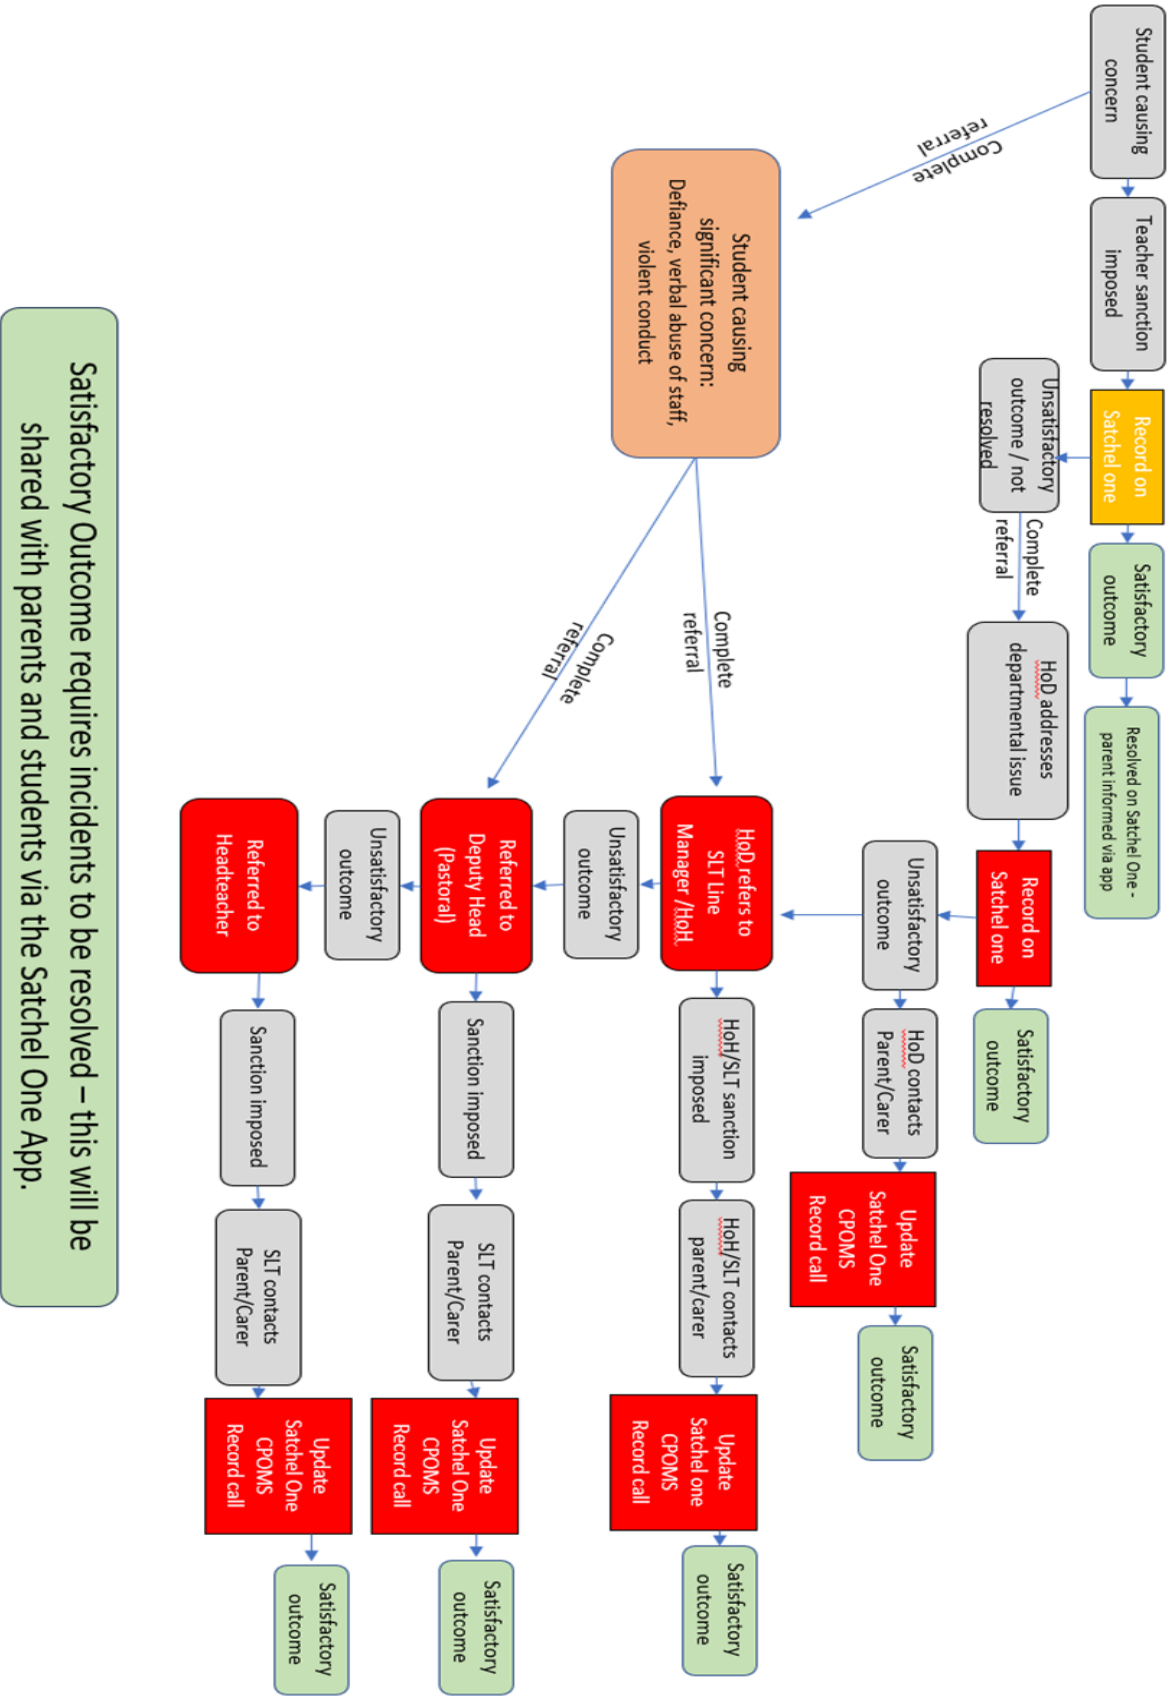 Student causing
concern
Teacher sanction
imposed
Record on
Satchel one
Satisfactory
outcome
Resolved on Satchel One -
parent informed via app
Unsatisfactory
outcome / not
resolved
Complete
referral
HoD addresses
departmental issue
Record on
Satchel one
Satisfactory
outcome
Complete
referral
Unsatisfactory
outcome
HoD contacts
Parent/Carer
Update
Satchel One
CPOMS
Record call
Satisfactory
outcome
Student causing
significant concern:
Defiance, verbal abuse of staff,
violent conduct
Complete
referral
HoD refers to
SLT Line
Manager /HoH
HoH/SLT sanction
imposed
HoH/SLT contacts
parent/carer
Update
Satchel one
CPOMS
Record call
Satisfactory
outcome
Unsatisfactory
outcome
Complete
referral
Referred to
Deputy Head
(Pastoral)
Sanction imposed
SLT contacts
Parent/Carer
Update
Satchel One
CPOMS
Record call
Satisfactory
outcome
Unsatisfactory
outcome
Referred to
Headteacher
Sanction imposed
SLT contacts
Parent/Carer
Update
Satchel One
CPOMS
Record call
Satisfactory
outcome
Satisfactory Outcome requires incidents to be resolved – this will be
shared with parents and students via the Satchel One App.